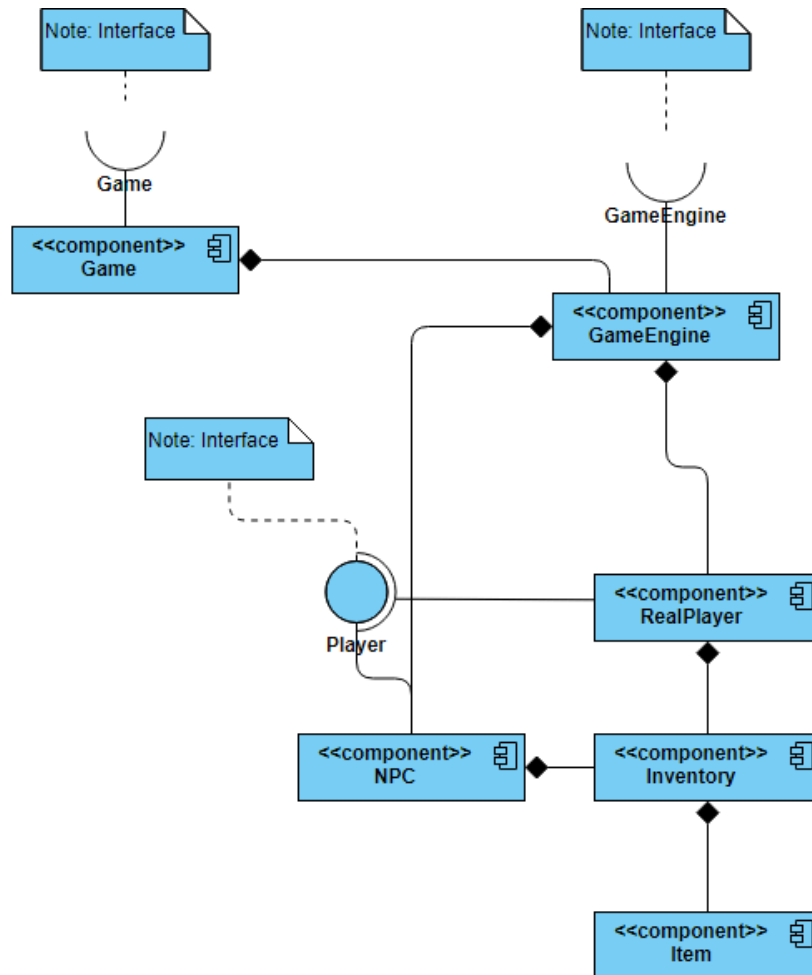 Note: Interface
Note: Interface
Game
GameEngine
<<component>>
Game
<<component>>
GameEngine
Note: Interface
<<component>>
RealPlayer
Player
<<component>>
NPC
<<component>>
Inventory
<<component>>
Item